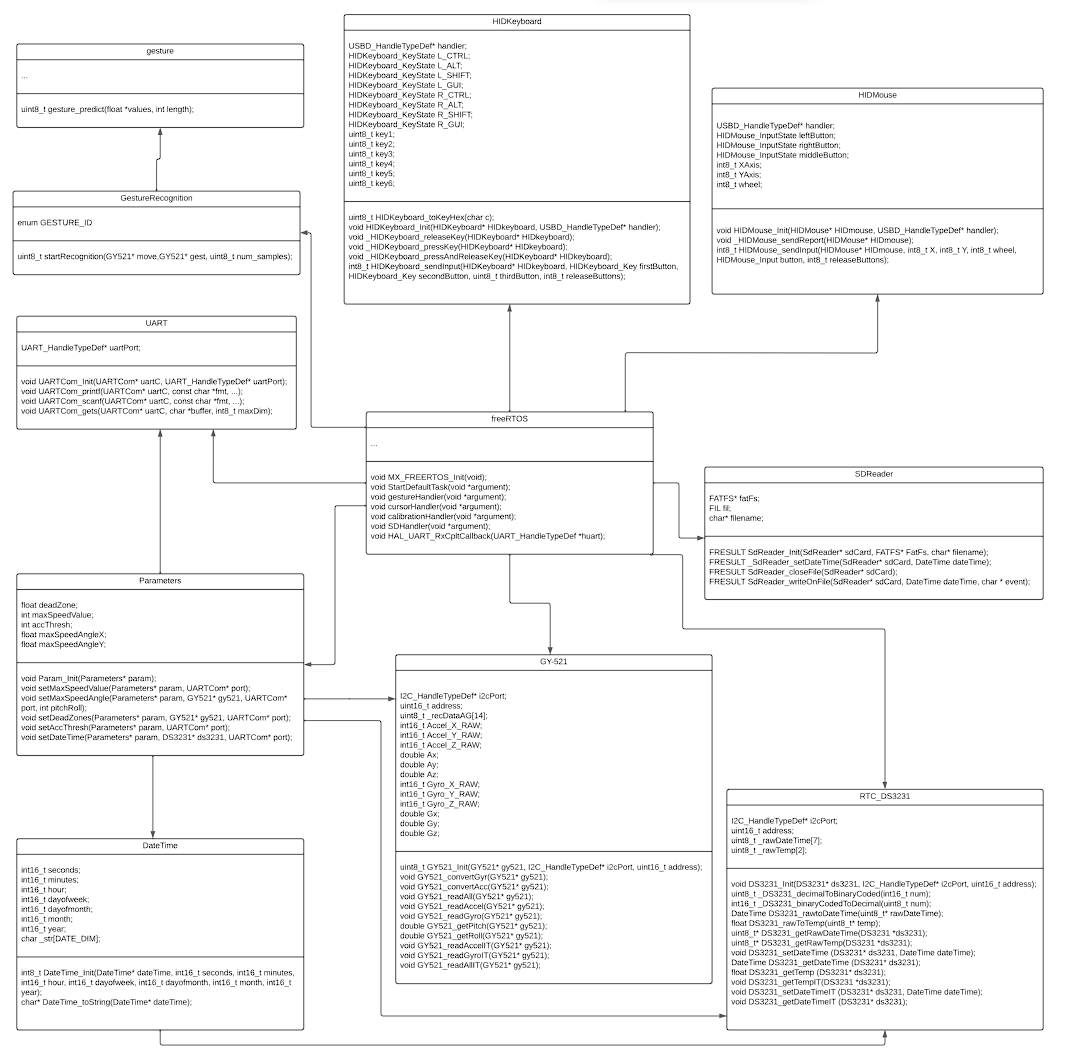 HIDKeyboard
USBD_HandleTypeDef* handler;
HIDKeyboard_KeyState L_CTRL;
HIDKeyboard_KeyState L_ALT;
HIDKeyboard_KeyState L_SHIFT;
HIDKeyboard_KeyState L_GUI;
HIDKeyboard_KeyState R_CTRL;
HIDKeyboard_KeyState R_ALT;
HIDKeyboard_KeyState R_SHIFT;
HIDKeyboard_KeyState R_GUI;
uint8_t key1;
uint8_t key2;
uint8_t key3;
uint8_t key4;
uint8_t key5;
uint8_t key6;
uint8_t HIDKeyboard_toKeyHex(char c);
void HIDKeyboard_Init(HIDKeyboard* HIDkeyboard, USBD_HandleTypeDef* handler);
void _HIDKeyboard_releaseKey(HIDKeyboard* HIDkeyboard);
void _HIDKeyboard_pressKey(HIDKeyboard* HIDkeyboard);
void _HIDKeyboard_pressAndReleaseKey(HIDKeyboard* HIDkeyboard);
int8_t HIDKeyboard_sendInput(HIDKeyboard* HIDkeyboard, HIDKeyboard_Key firstButton,
HIDKeyboard_Key secondButton, uint8_t thirdButton, int8_t releaseButtons);
gesture
...
uint8_t gesture_predict(float *values, int length);
HIDMouse
USBD_HandleTypeDef* handler;
HIDMouse_InputState leftButton;
HIDMouse_InputState rightButton;
HIDMouse_InputState middleButton;
int8_t XAxis;
int8_t YAxis;
int8_t wheel;
void HIDMouse_Init(HIDMouse* HIDmouse, USBD_HandleTypeDef* handler);
void _HIDMouse_sendReport(HIDMouse* HIDmouse);
int8_t HIDMouse_sendInput(HIDMouse* HIDmouse, int8_t X, int8_t Y, int8_t wheel,
HIDMouse_Input button, int8_t releaseButtons);
GestureRecognition
enum GESTURE_ID
uint8_t startRecognition(GY521* move,GY521* gest, uint8_t num_samples);
UART
UART_HandleTypeDef* uartPort;
void UARTCom_Init(UARTCom* uartC, UART_HandleTypeDef* uartPort);
void UARTCom_printf(UARTCom* uartC, const char *fmt, ...);
void UARTCom_scanf(UARTCom* uartC, const char *fmt, ...);
void UARTCom_gets(UARTCom* uartC, char *buffer, int8_t maxDim);
freeRTOS
...
void MX_FREERTOS_Init(void);
void StartDefaultTask(void *argument);
void gestureHandler(void *argument);
void cursorHandler(void *argument);
void calibrationHandler(void *argument);
void SDHandler(void *argument);
void HAL_UART_RxCpltCallback(UART_HandleTypeDef *huart);
SDReader
FATFS* fatFs;
FIL fil;
char* filename;
FRESULT SdReader_Init(SdReader* sdCard, FATFS* FatFs, char* filename);
FRESULT _SdReader_setDateTime(SdReader* sdCard, DateTime dateTime);
FRESULT SdReader_closeFile(SdReader* sdCard);
FRESULT SdReader_writeOnFile(SdReader* sdCard, DateTime dateTime, char * event);
Parameters
float deadZone;
int maxSpeedValue;
int accThresh;
float maxSpeedAngleX;
float maxSpeedAngleY;
void Param_Init(Parameters* param);
void setMaxSpeedValue(Parameters* param, UARTCom* port);
void setMaxSpeedAngle(Parameters* param, GY521* gy521, UARTCom*
port, int pitchRoll);
void setDeadZones(Parameters* param, GY521* gy521, UARTCom* port);
void setAccThresh(Parameters* param, UARTCom* port);
void setDateTime(Parameters* param, DS3231* ds3231, UARTCom* port);
GY-521
I2C_HandleTypeDef* i2cPort;
uint16_t address;
uint8_t _recDataAG[14];
int16_t Accel_X_RAW;
int16_t Accel_Y_RAW;
int16_t Accel_Z_RAW;
double Ax;
double Ay;
double Az;
int16_t Gyro_X_RAW;
int16_t Gyro_Y_RAW;
int16_t Gyro_Z_RAW;
double Gx;
double Gy;
double Gz;
uint8_t GY521_Init(GY521* gy521, I2C_HandleTypeDef* i2cPort, uint16_t address);
void GY521_convertGyr(GY521* gy521);
void GY521_convertAcc(GY521* gy521);
void GY521_readAll(GY521* gy521);
void GY521_readAccel(GY521* gy521);
void GY521_readGyro(GY521* gy521);
double GY521_getPitch(GY521* gy521);
double GY521_getRoll(GY521* gy521);
void GY521_readAccelIT(GY521* gy521);
void GY521_readGyroIT(GY521* gy521);
void GY521_readAllIT(GY521* gy521);
RTC_DS3231
I2C_HandleTypeDef* i2cPort;
uint16_t address;
uint8_t _rawDateTime[7];
uint8_t _rawTemp[2];
void DS3231_Init(DS3231* ds3231, I2C_HandleTypeDef* i2cPort, uint16_t address);
uint8_t _DS3231_decimalToBinaryCoded(int16_t num);
int16_t _DS3231_binaryCodedToDecimal(uint8_t num);
DateTime DS3231_rawtoDateTime(uint8_t* rawDateTime);
float DS3231_rawToTemp(uint8_t* temp);
uint8_t* DS3231_getRawDateTime(DS3231 *ds3231);
uint8_t* DS3231_getRawTemp(DS3231 *ds3231);
void DS3231_setDateTime (DS3231* ds3231, DateTime dateTime);
DateTime DS3231_getDateTime (DS3231* ds3231);
float DS3231_getTemp (DS3231* ds3231);
void DS3231_getTempIT(DS3231 *ds3231);
void DS3231_setDateTimeIT (DS3231* ds3231, DateTime dateTime);
void DS3231_getDateTimeIT (DS3231* ds3231);
DateTime
int16_t seconds;
int16_t minutes;
int16_t hour;
int16_t dayofweek;
int16_t dayofmonth;
int16_t month;
int16_t year;
char _str[DATE_DIM];
int8_t DateTime_Init(DateTime* dateTime, int16_t seconds, int16_t minutes,
int16_t hour, int16_t dayofweek, int16_t dayofmonth, int16_t month, int16_t
year);
char* DateTime_toString(DateTime* dateTime);